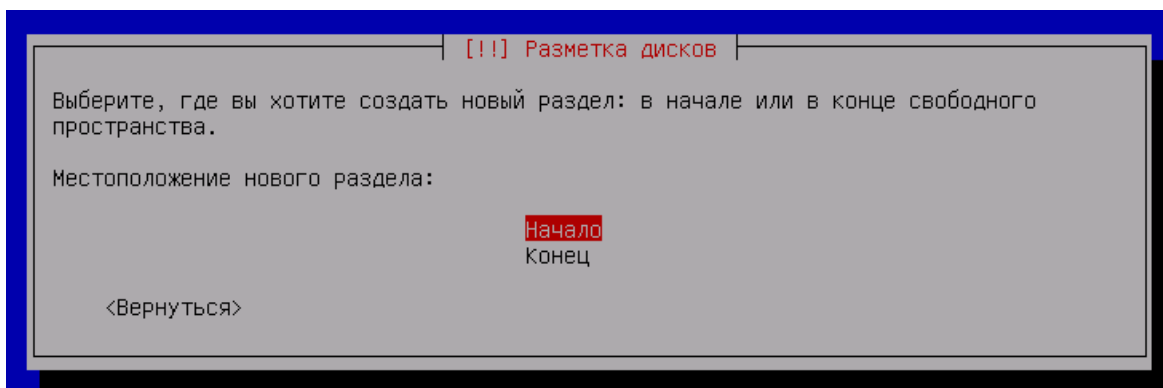 [!!] Разметка дисков
Выберите, где вы хотите создать новый раздел: в начале или в конце свободного
пространства.
Местоположение нового раздела:
Начало
Конец
<Вернуться>